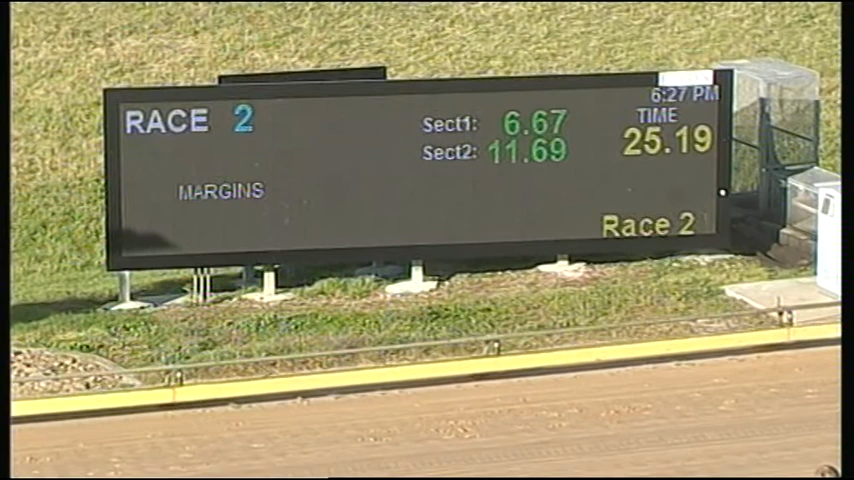 6:27 PM
RACE 2
Sect1: 6.67
TIME
Sect2: 11.69
25.19
MARGINS
Race 2